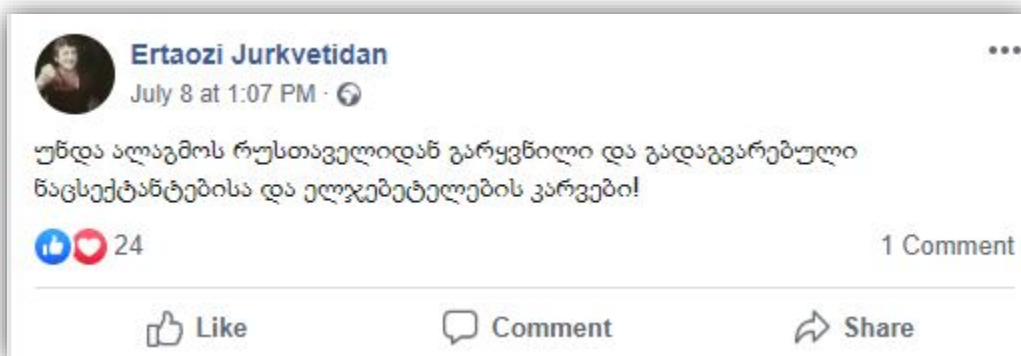 Ertaozi Jurkvetidan
July 8 at 1:07 PM ·
უნდა ალაგმოს რუსთაველიდან გარყვნილი და გადაგვარებული
ნაცსექტანტებისა და ელჯებეტელების კარვები!
24
1 Comment
Like Comment Share